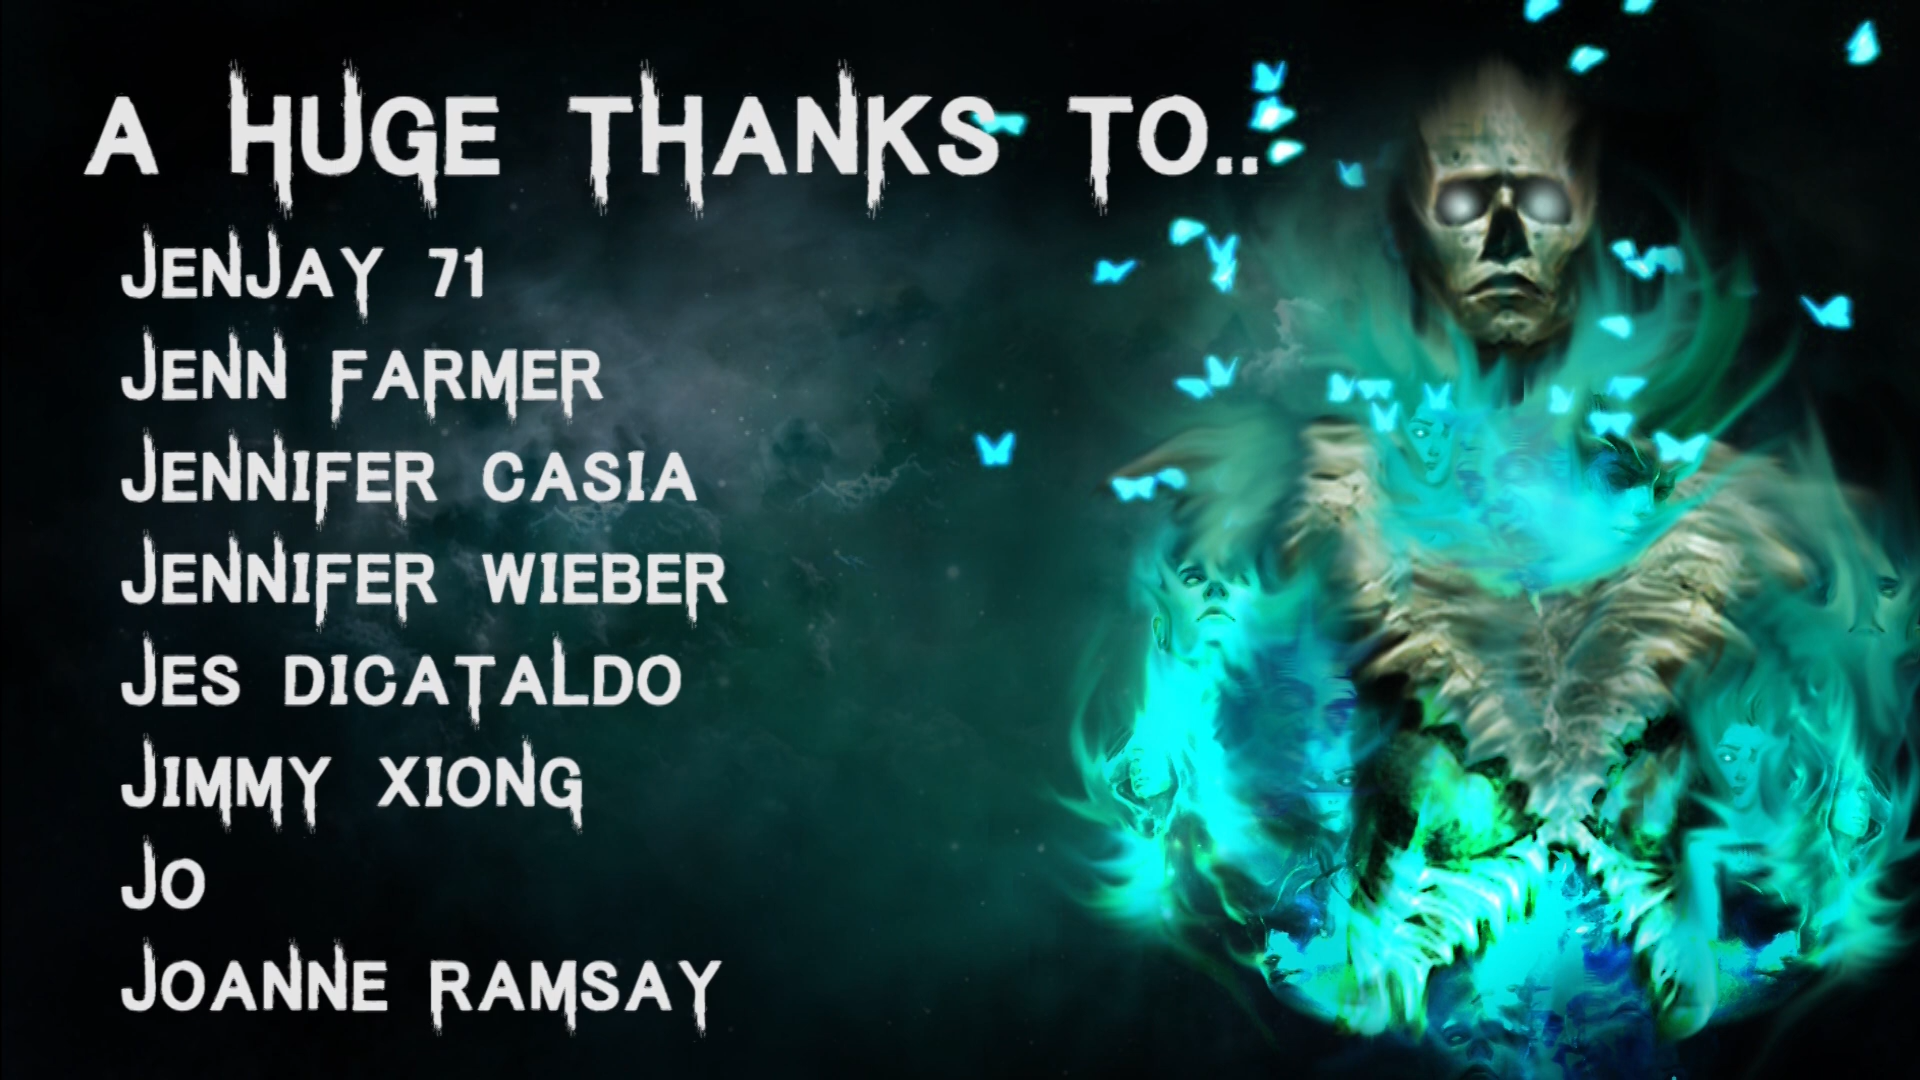 A HUGE THANKS TO..
JENJAY 71
JENN FARMER
JENNIFER CASIA
JENNIFER WIEBER
JES DICATALDO
JIMMY XIONG
JO
JOANNE RAMSAY